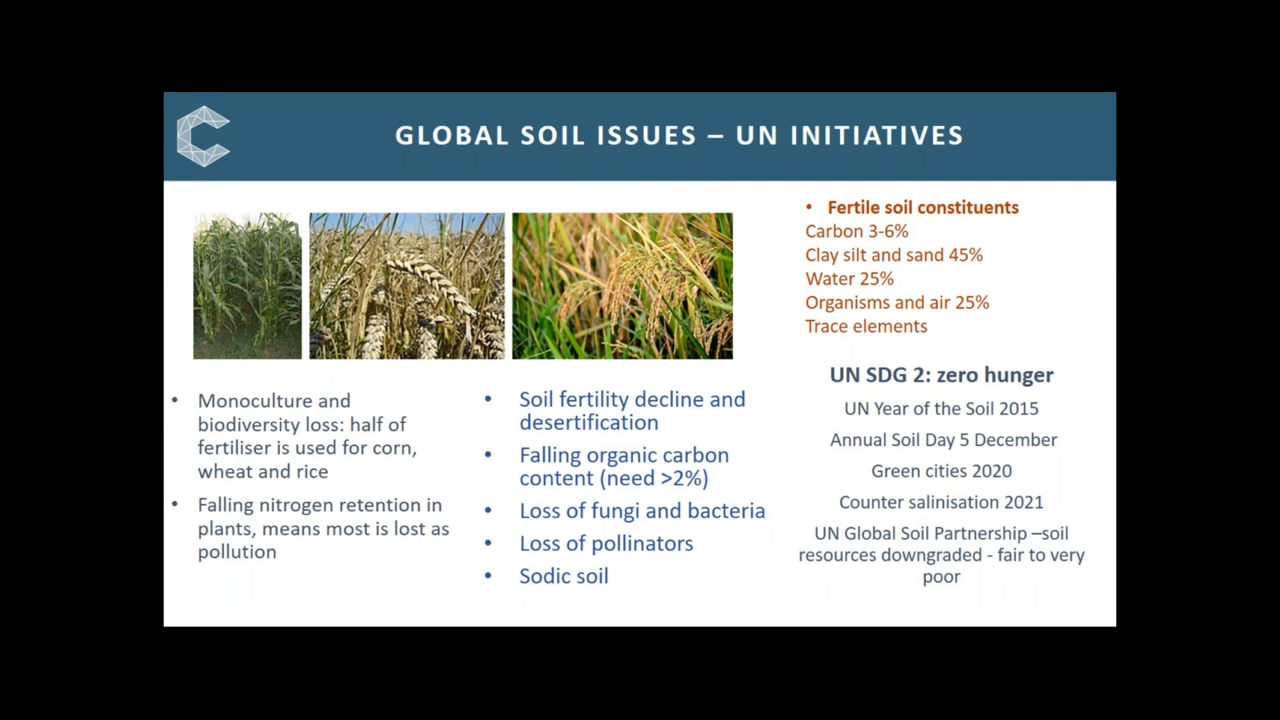 GLOBAL SOIL ISSUES – UN INITIATIVES
• Monoculture and
biodiversity loss: half of
fertiliser is used for corn,
wheat and rice
• Falling nitrogen retention in
plants, means most is lost as
pollution
• Soil fertility decline and
desertification
• Falling organic carbon
content (need >2%)
• Loss of fungi and bacteria
• Loss of pollinators
• Sodic soil
• Fertile soil constituents
Carbon 3-6%
Clay silt and sand 45%
Water 25%
Organisms and air 25%
Trace elements
UN SDG 2: zero hunger
UN Year of the Soil 2015
Annual Soil Day 5 December
Green cities 2020
Counter salinisation 2021
UN Global Soil Partnership –soil
resources downgraded - fair to very
poor